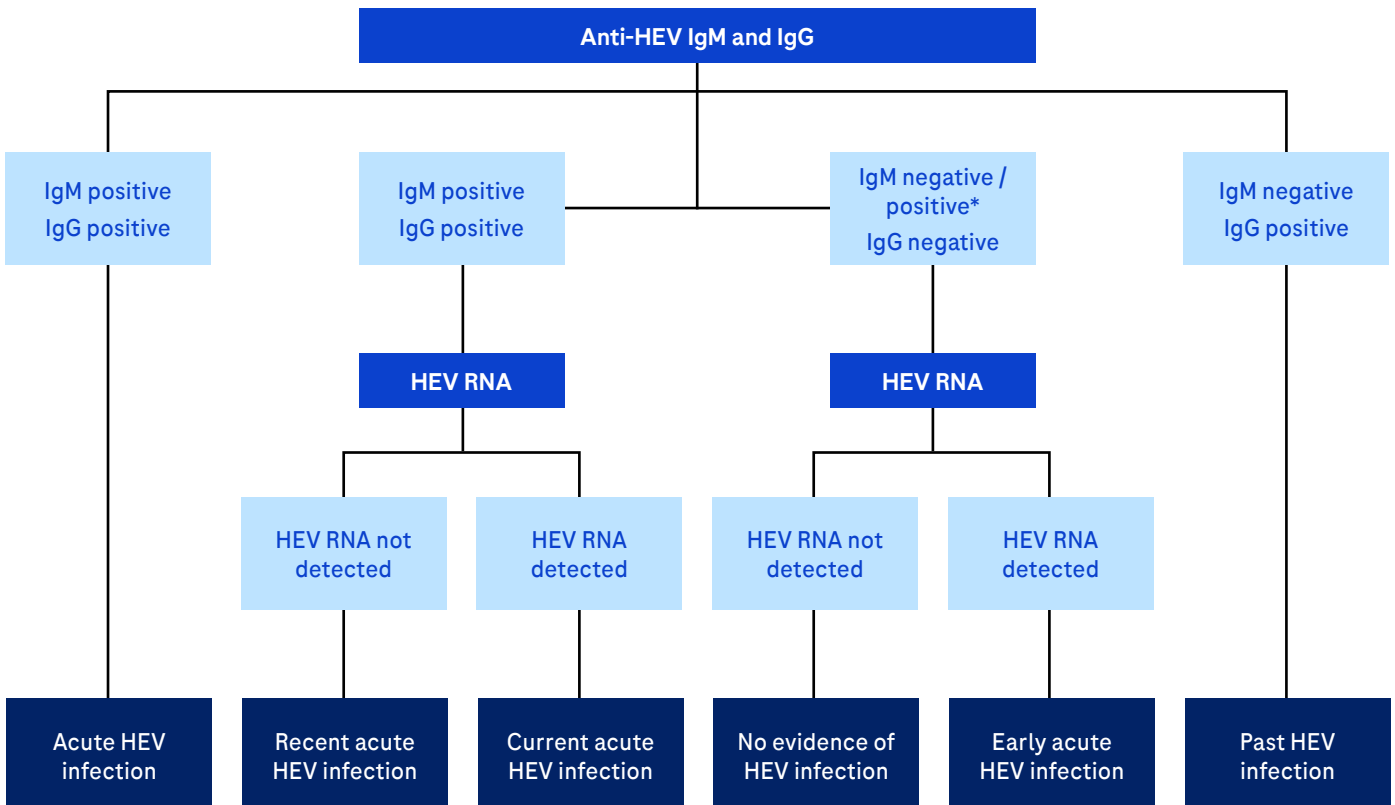 Anti-HEV IgM and IgG
IgM positive
IgG positive
IgM positive
IgG positive
IgM negative /
positive*
IgG negative
IgM negative
IgG positive
HEV RNA
HEV RNA
HEV RNA not
detected
HEV RNA
detected
HEV RNA not
detected
HEV RNA
detected
Acute HEV
infection
Recent acute
HEV infection
Current acute
HEV infection
No evidence of
HEV infection
Early acute
HEV infection
Past HEV
infection